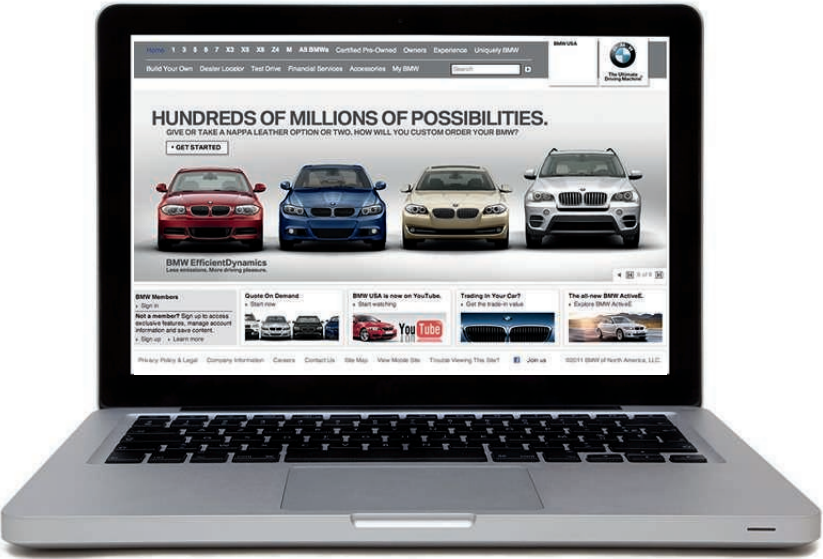 Home 1 3 5 6 7 X3 X5 X6 Z4 M All BMWs Certified Pre-Owned Owners Experience Uniquely BMW
BMW USA
Build Your Own Dealer Locator Test Drive Financial Services Accessories My BMW Search
The Ultimate
Driving Machine®
HUNDREDS OF MILLIONS OF POSSIBILITIES.
GIVE OR TAKE A NAPPA LEATHER OPTION OR TWO. HOW WILL YOU CUSTOM ORDER YOUR BMW?
GET STARTED
BMW EfficientDynamics
Less emissions. More driving pleasure.
BMW Members
Sign in
Not a member? Sign up to access
exclusive features, manage account
information and save content.
Sign up Learn more
Quote On Demand
Start now
BMW USA is now on YouTube.
Start watching
You Tube
Trading In Your Car?
Get the trade-in value
The all-new BMW ActiveE.
Explore BMW ActiveE
Privacy Policy & Legal Company Information Careers Contact Us Site Map View Mobile Site Trouble Viewing This Site? Join us ©2011 BMW of North America, LLC.